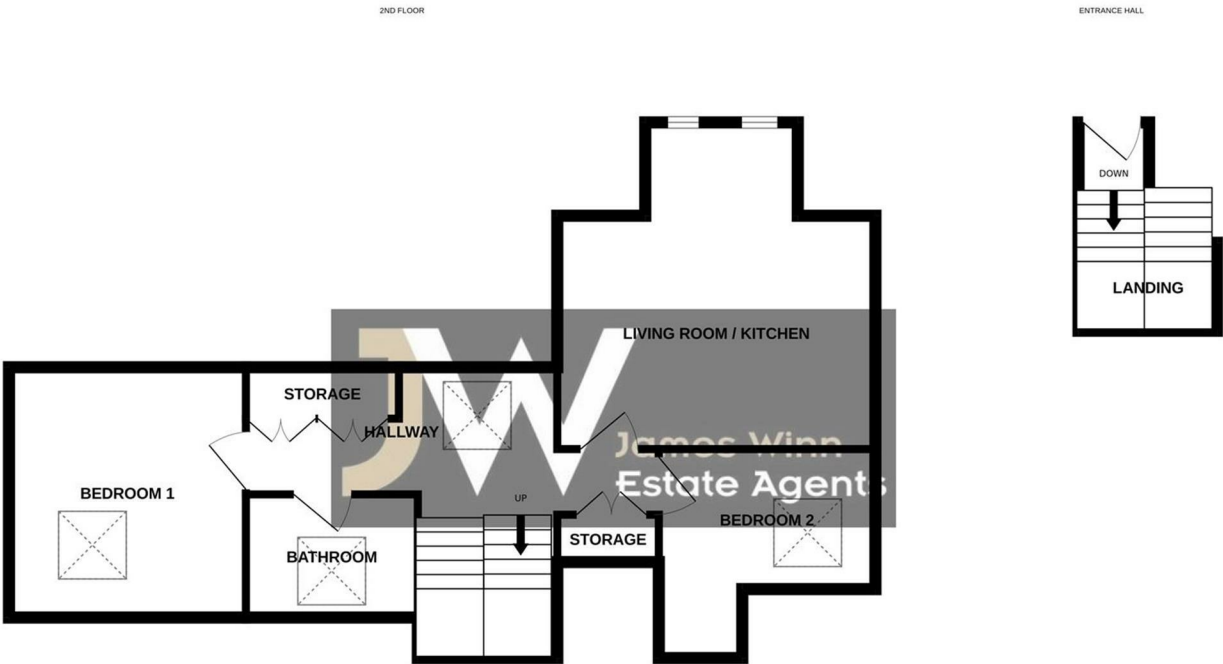 2ND FLOOR
ENTRANCE HALL
DOWN
LANDING
LIVING ROOM / KITCHEN
STORAGE
HALLWAY
JW
James Winn
Estate Agents
BEDROOM 1
UP
BEDROOM 2
STORAGE
BATHROOM